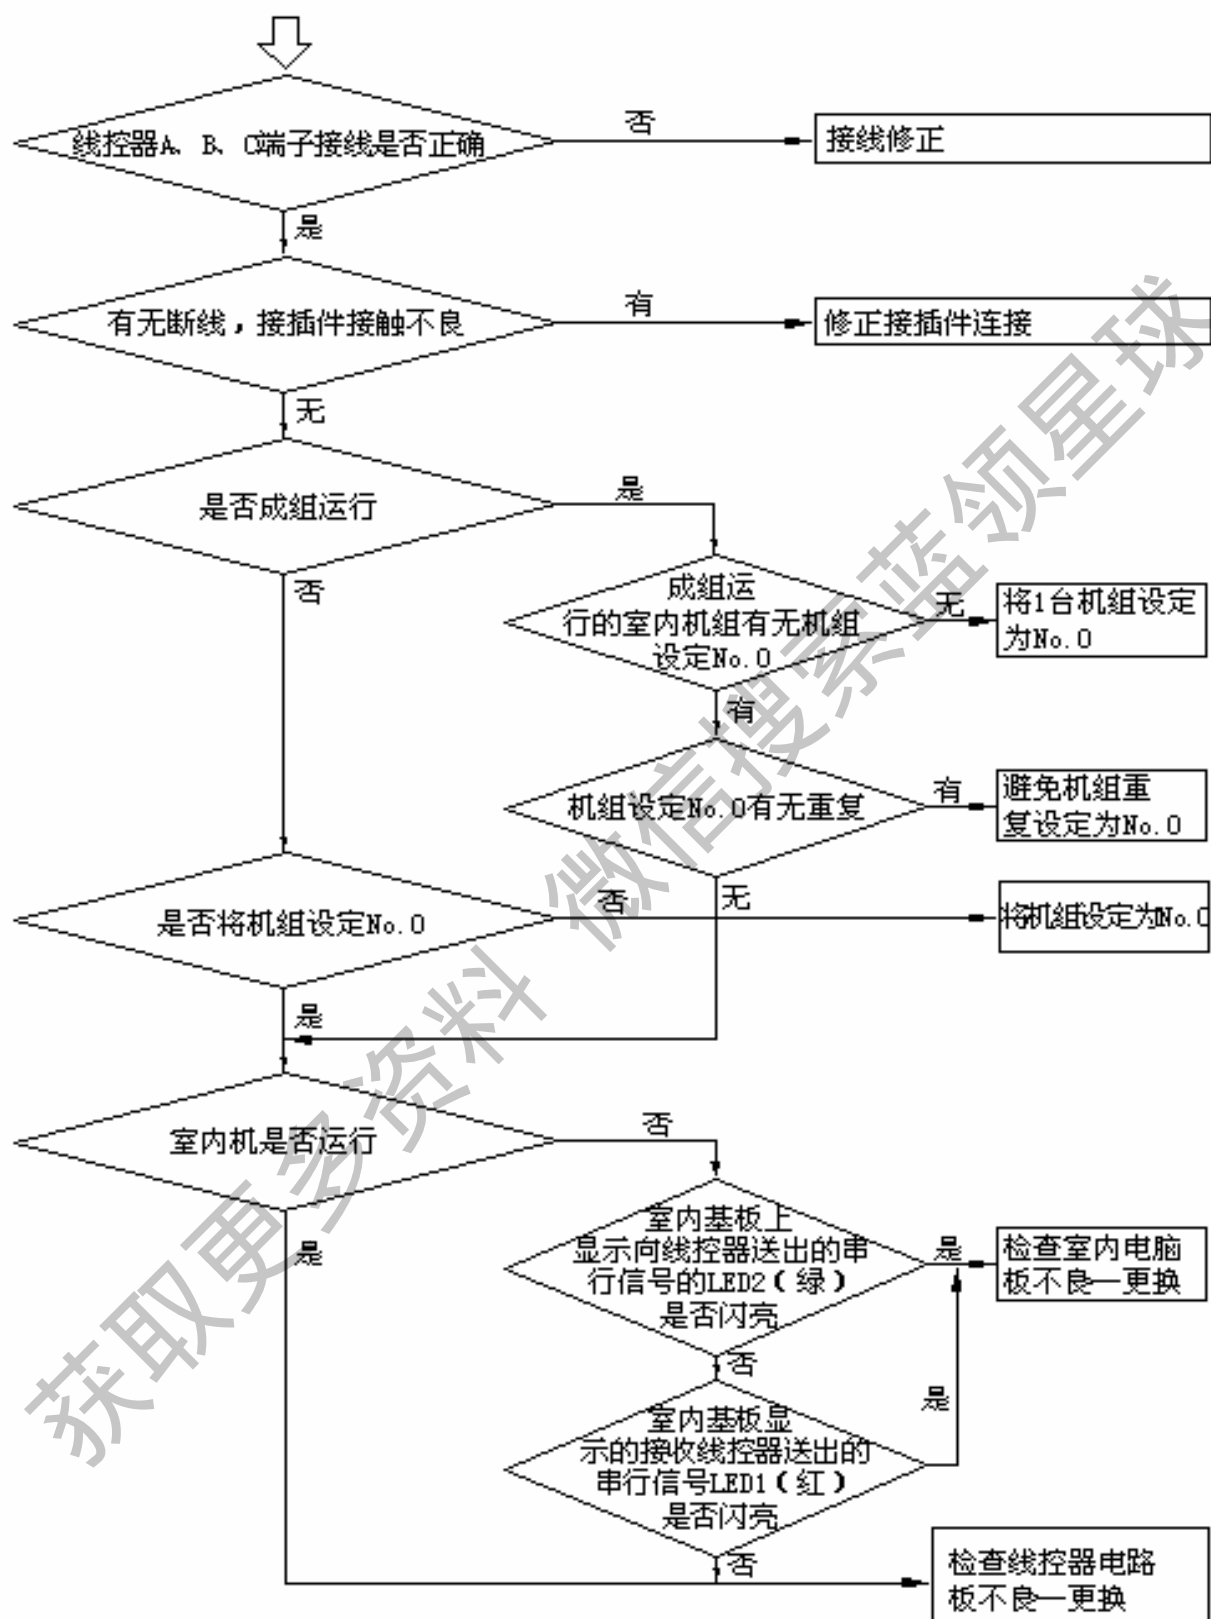 线控器A、B、C端子接线是否正确
否
接线修正
是
有无断线，接插件接触不良
有
修正接插件连接
无
是否成组运行
是
否
成组运
行的室内机组有无机组
设定No.0
无
将1台机组设定
为No.0
有
机组设定No.0有无重复
有
避免机组重
复设定为No.0
无
是否将机组设定No.0
否
将机组设定为No.0
是
室内机是否运行
否
是
室内基板上
显示向线控器送出的串
行信号的LED2（绿）
是否闪亮
是
检查室内电脑
板不良—更换
否
室内基板显
示的接收线控器送出的
串行信号LED1（红）
是否闪亮
是
否
检查线控器电路
板不良—更换
获取更多资料 微信搜索蓝领星球